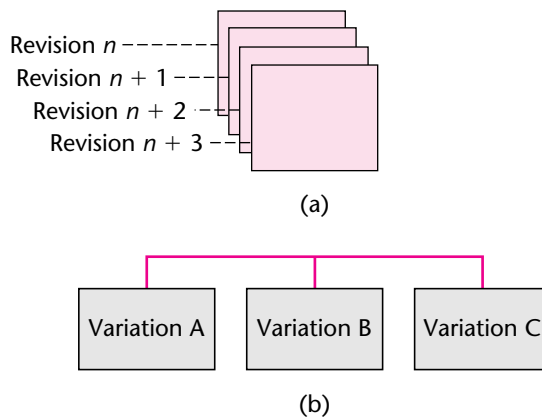 Revision n
Revision n + 1
Revision n + 2
Revision n + 3
(a)
Variation A Variation B Variation C
(b)